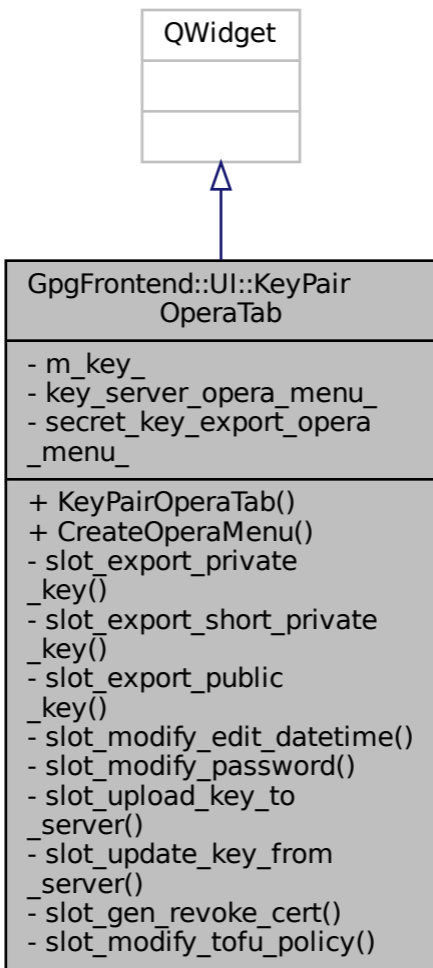 QWidget
GpgFrontend::UI::KeyPair
OperaTab
- m_key_
- key_server_opera_menu_
- secret_key_export_opera
_menu_
+ KeyPairOperaTab()
+ CreateOperaMenu()
- slot_export_private
_key()
- slot_export_short_private
_key()
- slot_export_public
_key()
- slot_modify_edit_datetime()
- slot_modify_password()
- slot_upload_key_to
_server()
- slot_update_key_from
_server()
- slot_gen_revoke_cert()
- slot_modify_tofu_policy()